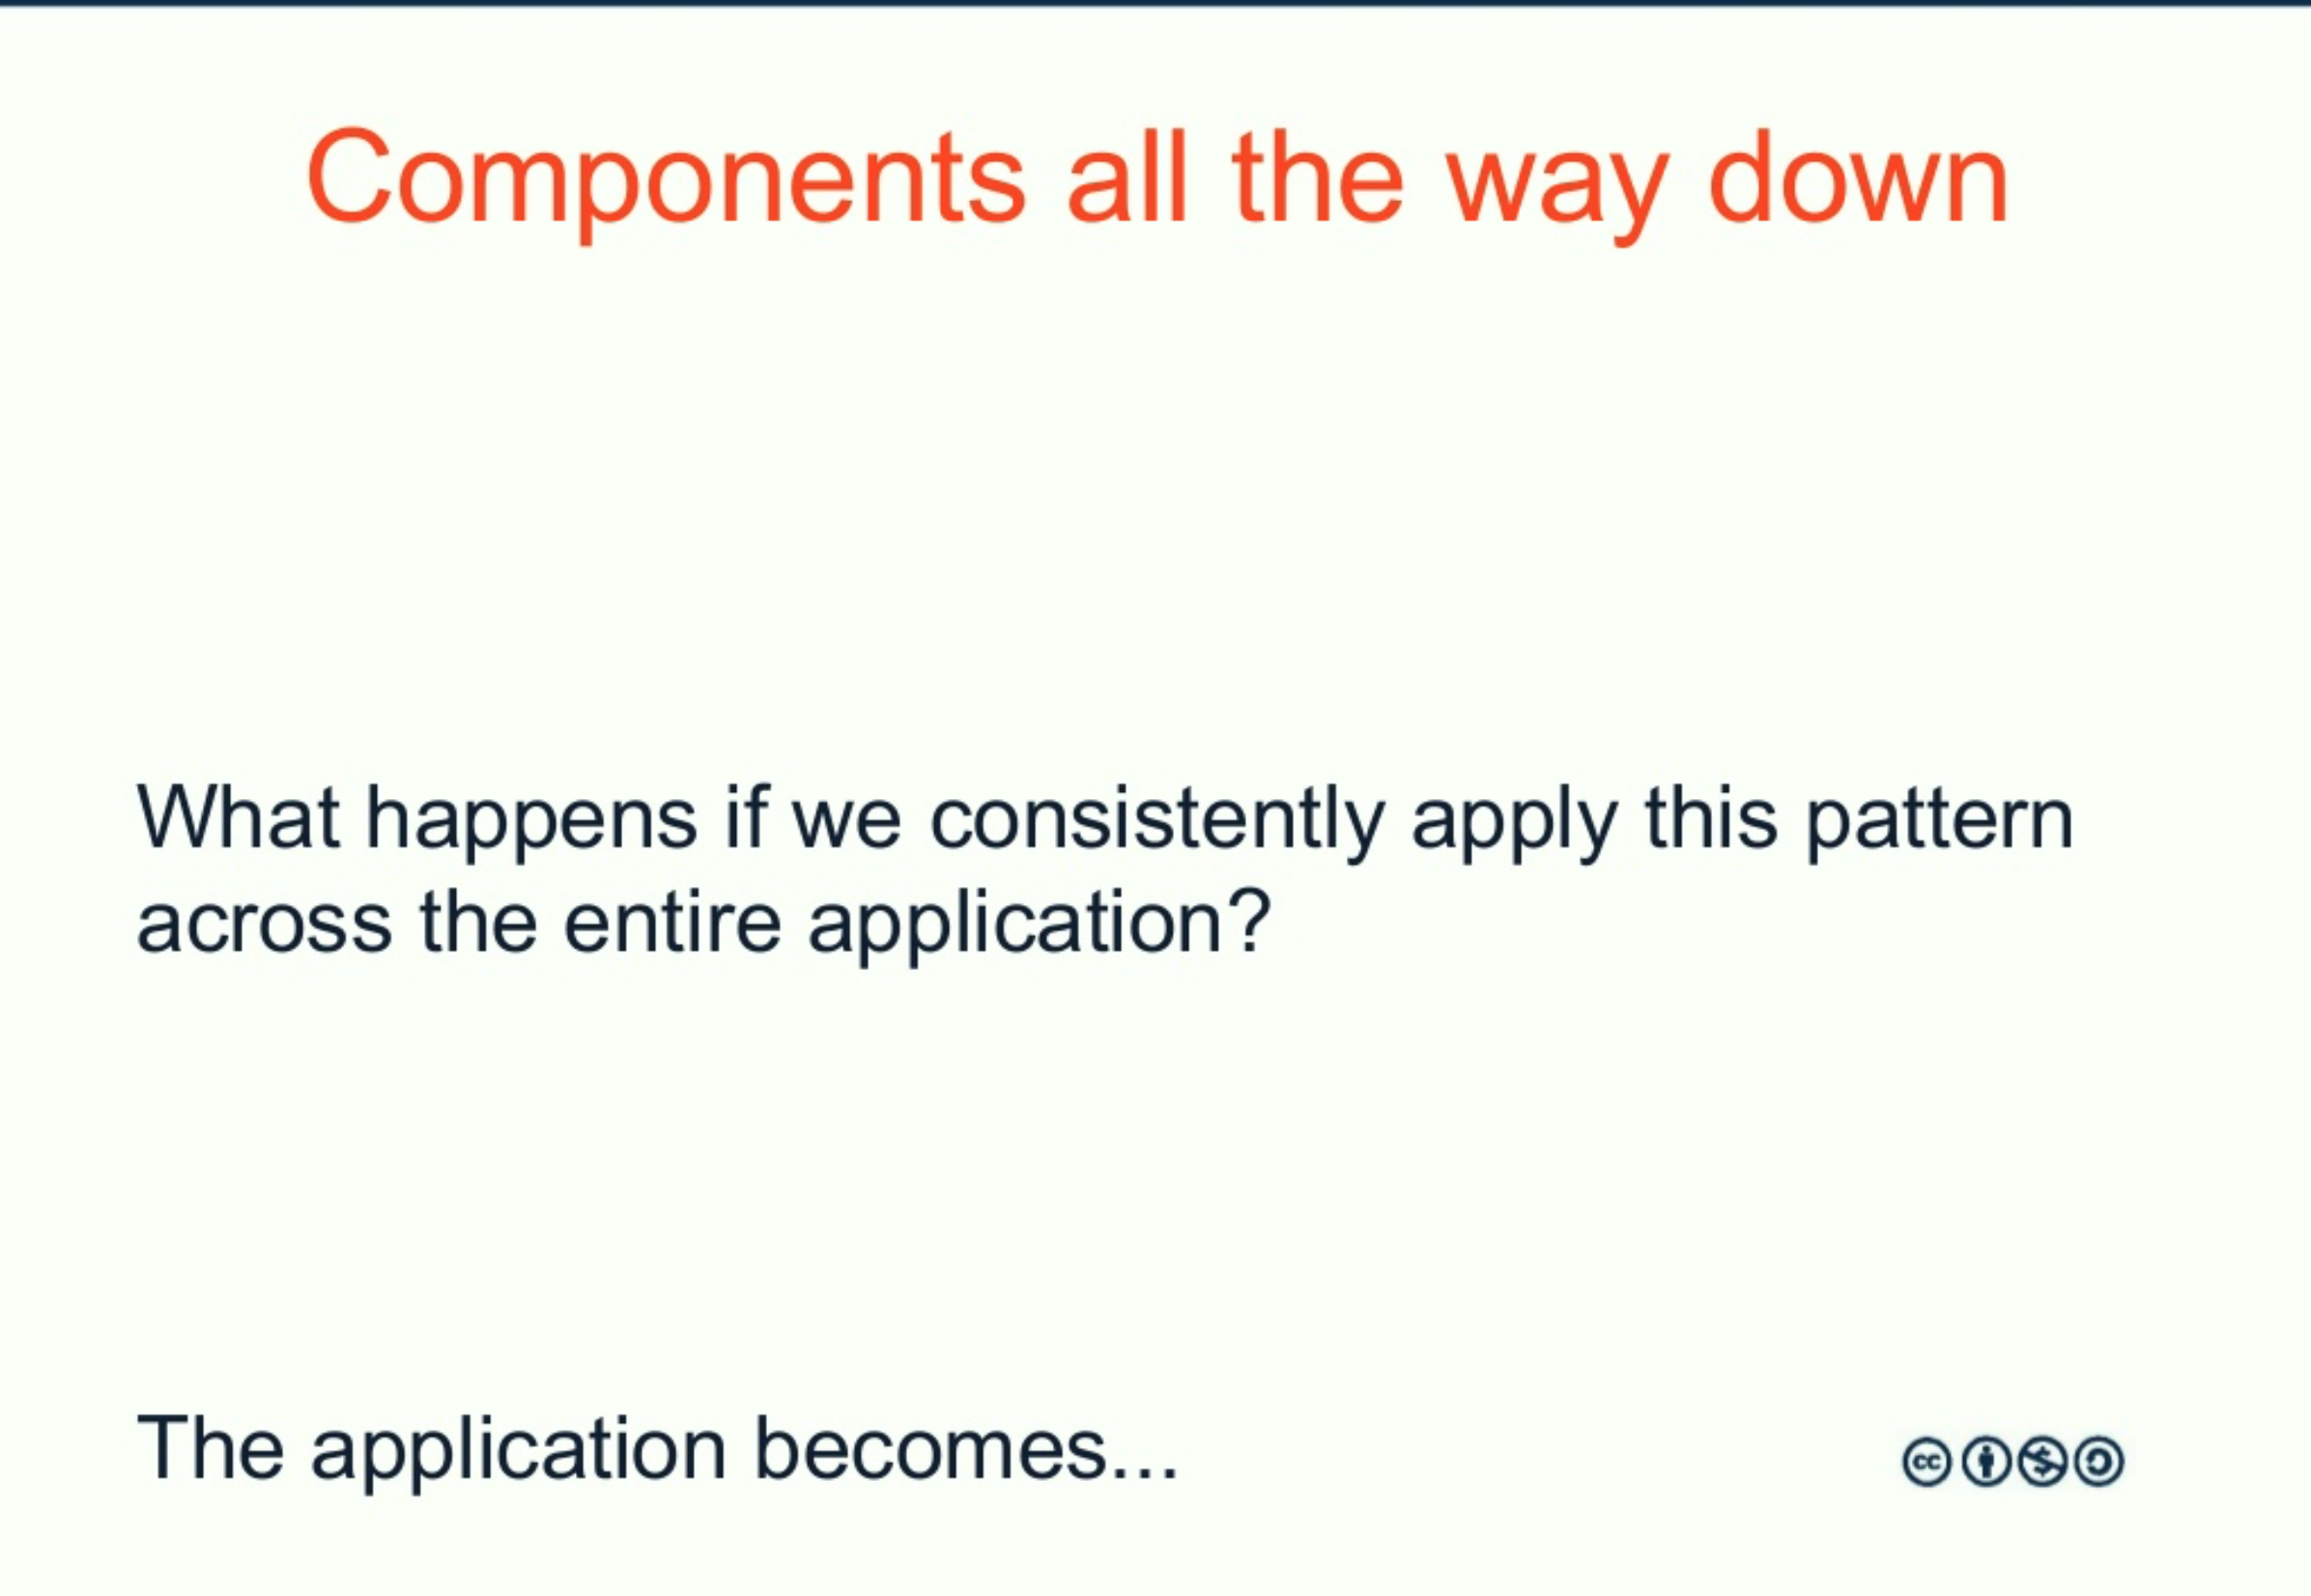 Components all the way down
What happens if we consistently apply this pattern
across the entire application?
The application becomes...
cc